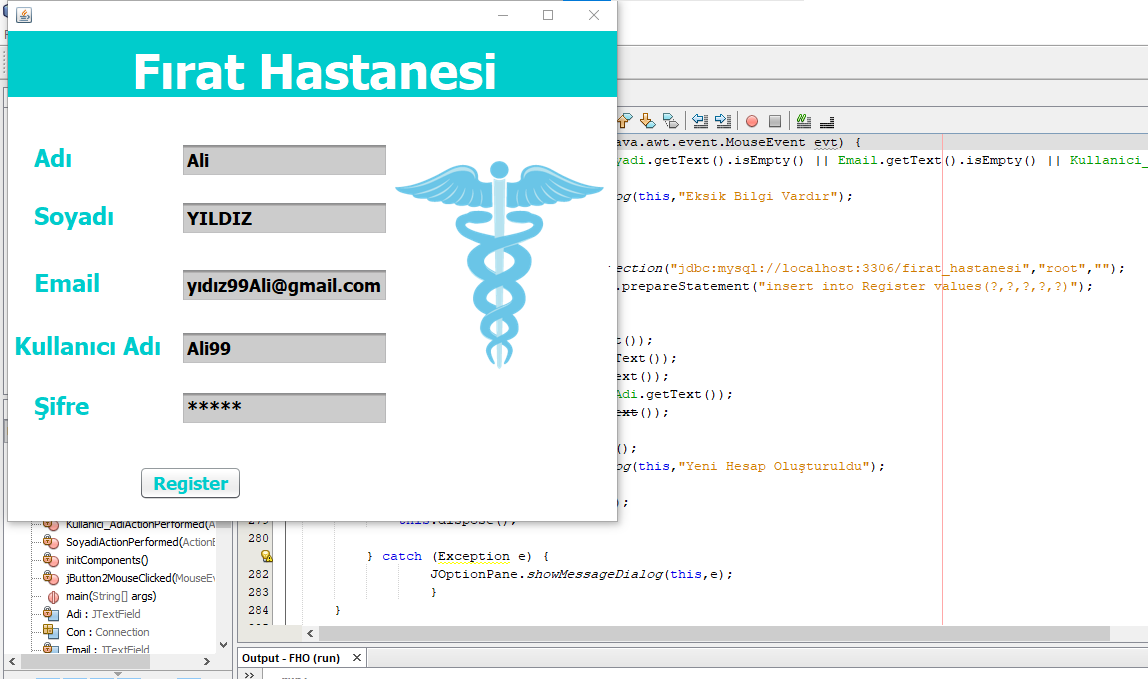 Fırat Hastanesi
Adı
Ali
Soyadı
YILDIZ
Email
yıdız99Ali@gmail.com
Kullanıcı Adı
Ali99
Şifre
*****
Register
ava.awt.event.MouseEvent evt) {
yadi.getText().isEmpty() || Email.getText().isEmpty() || Kullanici_
og(this,"Eksik Bilgi Vardır");
ection("jdbc:mysql://localhost:3306/firat_hastanesi","root","");
.prepareStatement("insert into Register values(?,?,?,?,?)");
t());
Text());
ext());
Adi.getText());
ext());
();
og(this,"Yeni Hesap Oluşturuldu");
);
279 this.dispose();
280
} catch (Exception e) {
282 JOptionPane.showMessageDialog(this,e);
283 }
284 }
Kullanici_AdiActionPerformed(A
SoyadiActionPerformed(ActionE
initComponents()
jButton2MouseClicked(MouseEv
main(String[] args)
Adi : JTextField
Con : Connection
Email : JTextField
Output - FHO (run)